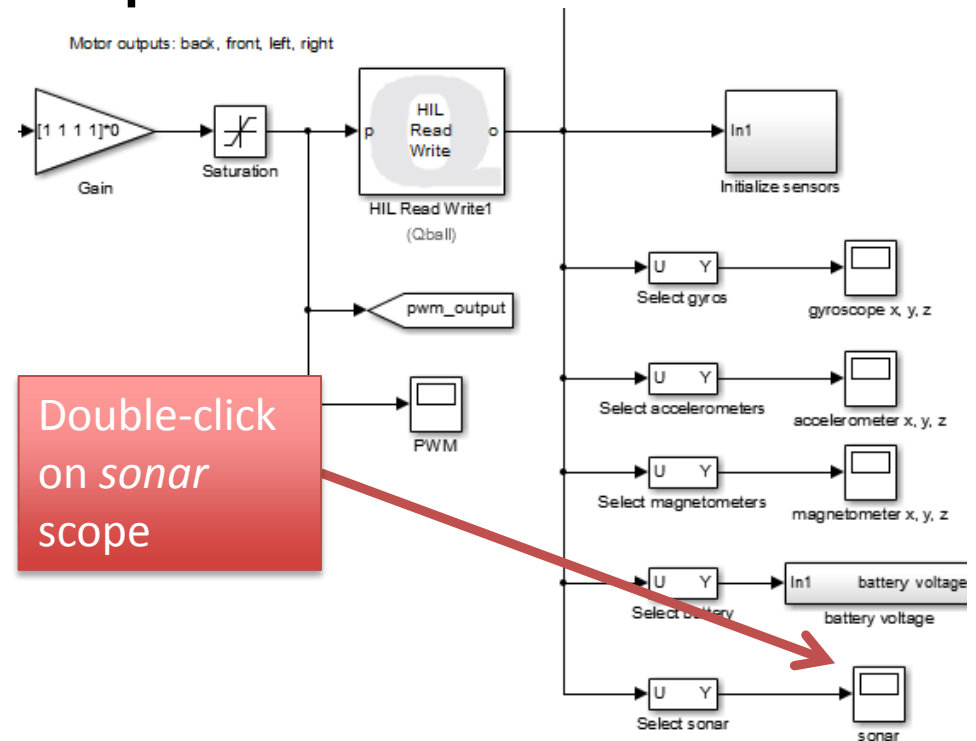 Motor outputs: back, front, left, right
[1 1 1 1]*0
Gain
Saturation
p
HIL
Read
Write
o
HIL Read Write1
(Qball)
In1
Initialize sensors
U Y
Select gyros
gyroscope x, y, z
pwm_output
PWM
U Y
Select accelerometers
accelerometer x, y, z
U Y
Select magnetometers
magnetometer x, y, z
Double-click
on sonar
scope
U Y
Select battery
In1 battery voltage
battery voltage
U Y
Select sonar
sonar